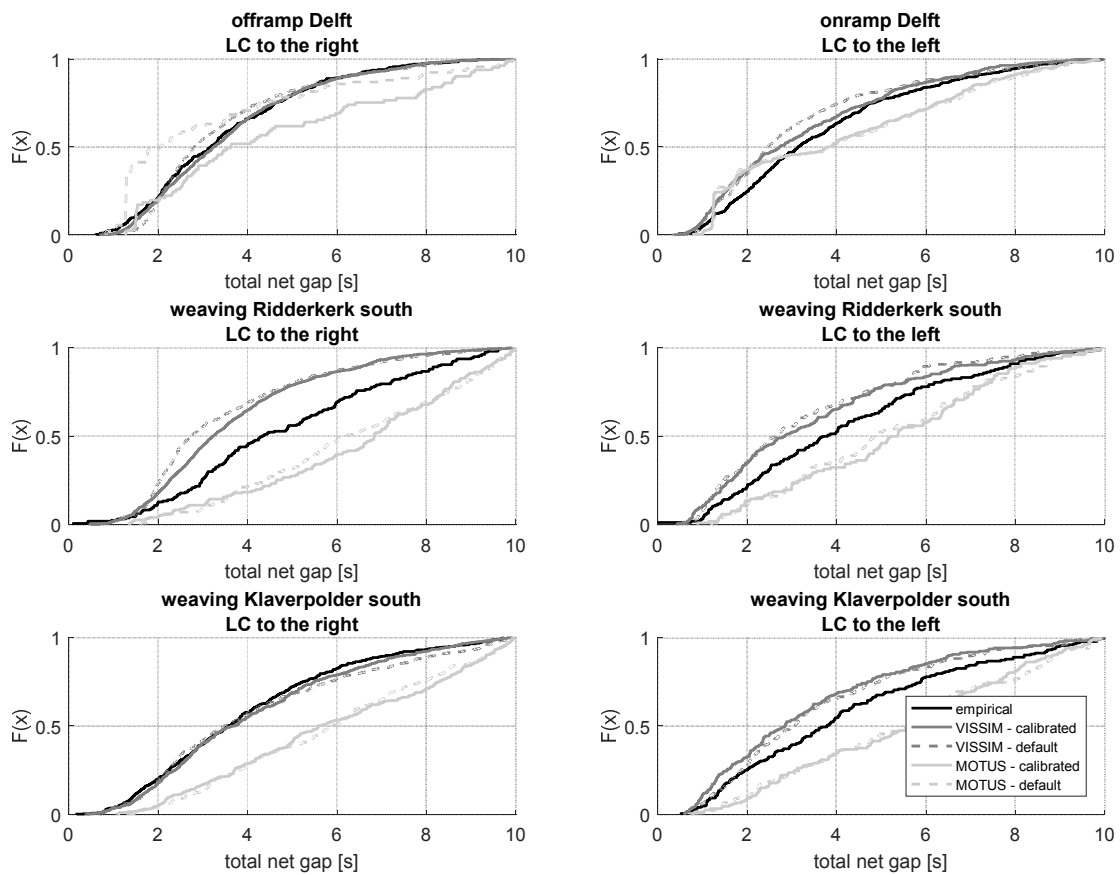 offramp Delft
LC to the right
1
0.5
0
F(x)
0 2 4 6 8 10
total net gap [s]
onramp Delft
LC to the left
1
0.5
0
F(x)
0 2 4 6 8 10
total net gap [s]
weaving Ridderkerk south
LC to the right
1
0.5
0
F(x)
0 2 4 6 8 10
total net gap [s]
weaving Ridderkerk south
LC to the left
1
0.5
0
F(x)
0 2 4 6 8 10
total net gap [s]
weaving Klaverpolder south
LC to the right
1
0.5
0
F(x)
0 2 4 6 8 10
total net gap [s]
weaving Klaverpolder south
LC to the left
1
0.5
0
F(x)
0 2 4 6 8 10
total net gap [s]
empirical
VISSIM - calibrated
VISSIM - default
MOTUS - calibrated
MOTUS - default